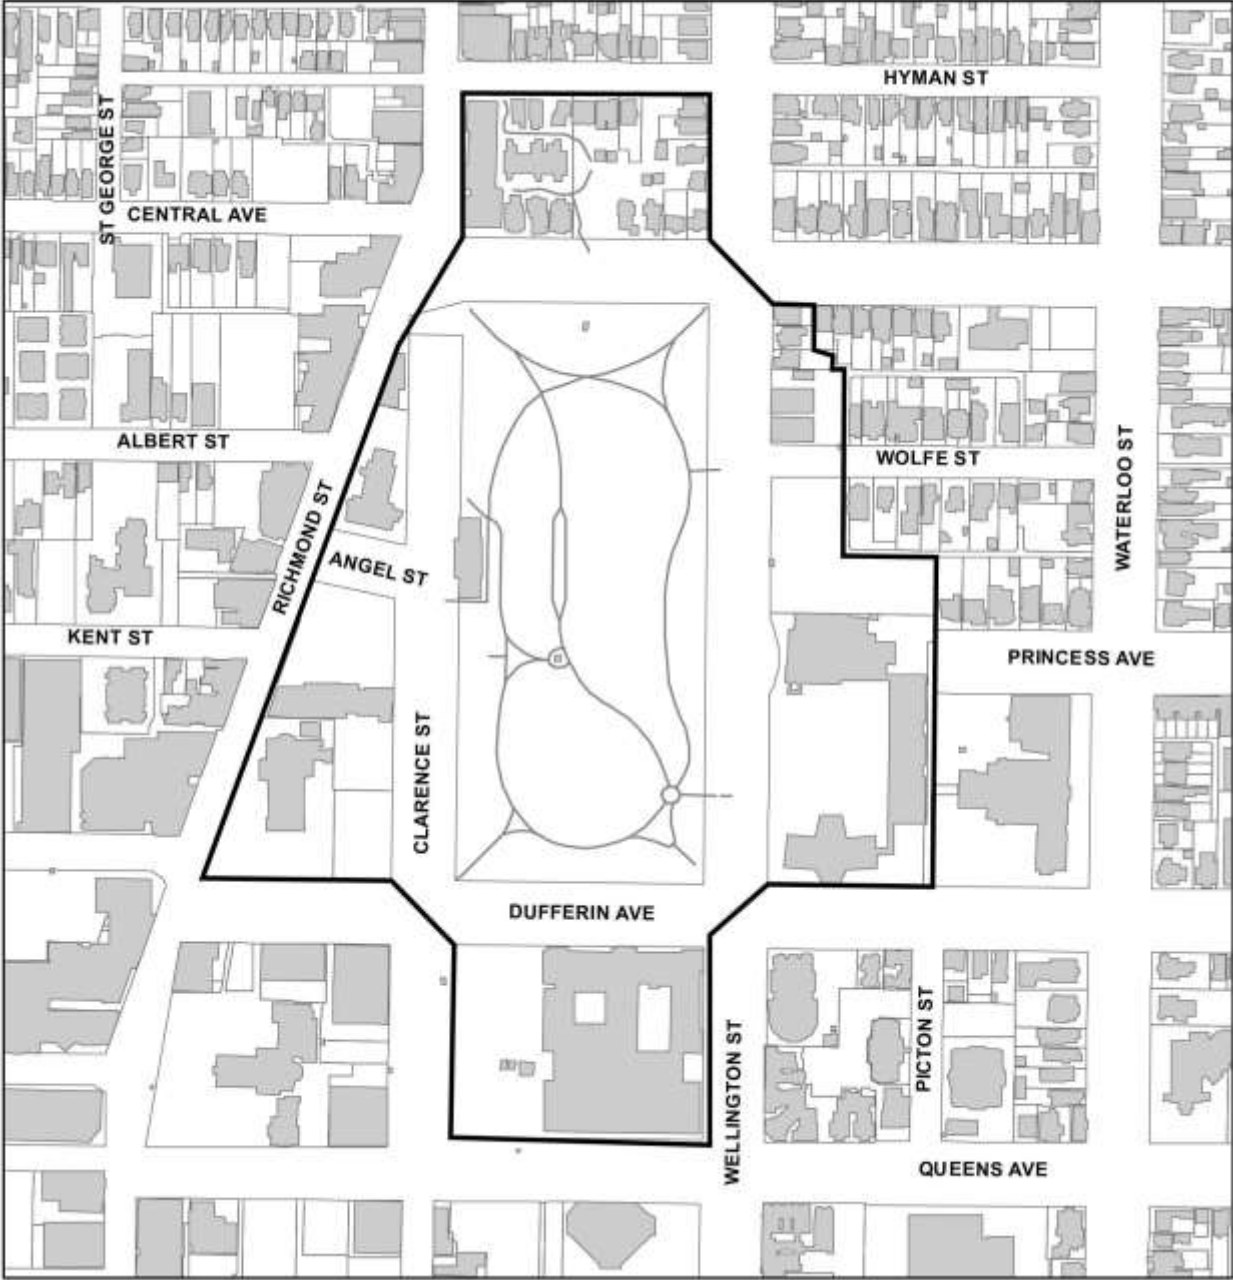 HYMAN ST
ST GEORGE ST
CENTRAL AVE
ALBERT ST
WOLFE ST
WATERLOO ST
RICHMOND ST
ANGEL ST
KENT ST
PRINCESS AVE
CLARENCE ST
DUFFERIN AVE
PICTON ST
WELLINGTON ST
QUEENS AVE